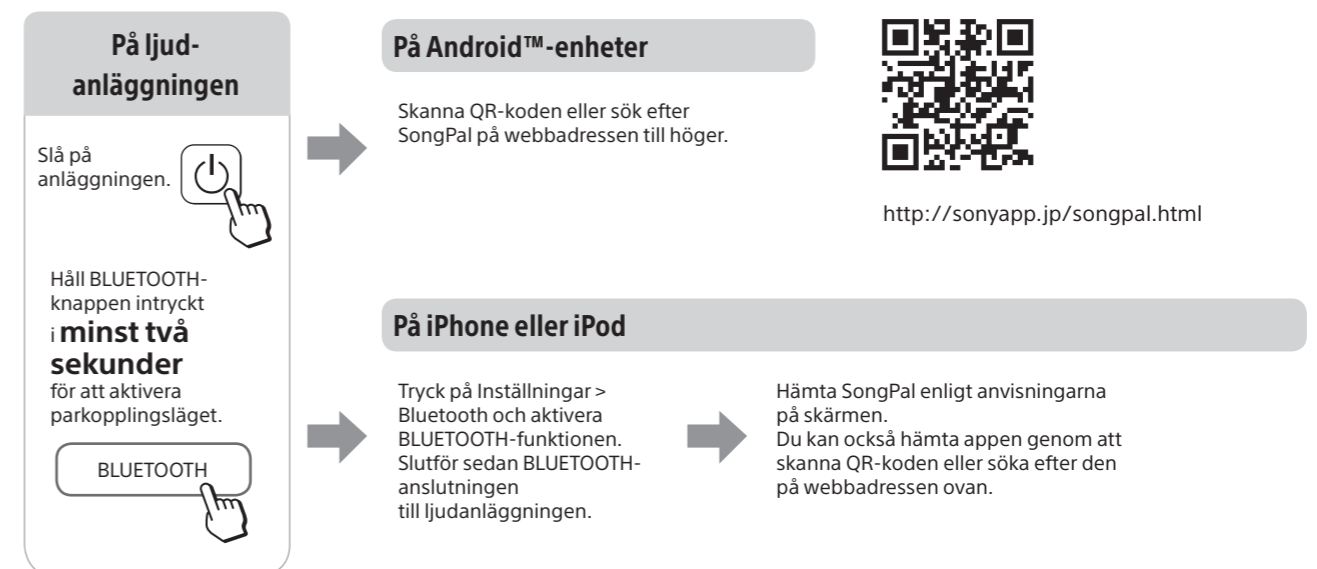 På ljud-
anläggningen
Slå på
anläggningen.
Håll BLUETOOTH-
knappen intryckt
i minst två
sekunder
för att aktivera
parkopplingsläget.
BLUETOOTH
På Android™-enheter
Skanna QR-koden eller sök efter
SongPal på webbadressen till höger.
http://sonyapp.jp/songpal.html
På iPhone eller iPod
Tryck på Inställningar >
Bluetooth och aktivera
BLUETOOTH-funktionen.
Slutför sedan BLUETOOTH-
anslutningen
till ljudanläggningen.
Hämta SongPal enligt anvisningarna
på skärmen.
Du kan också hämta appen genom att
skanna QR-koden eller söka efter den
på webbadressen ovan.